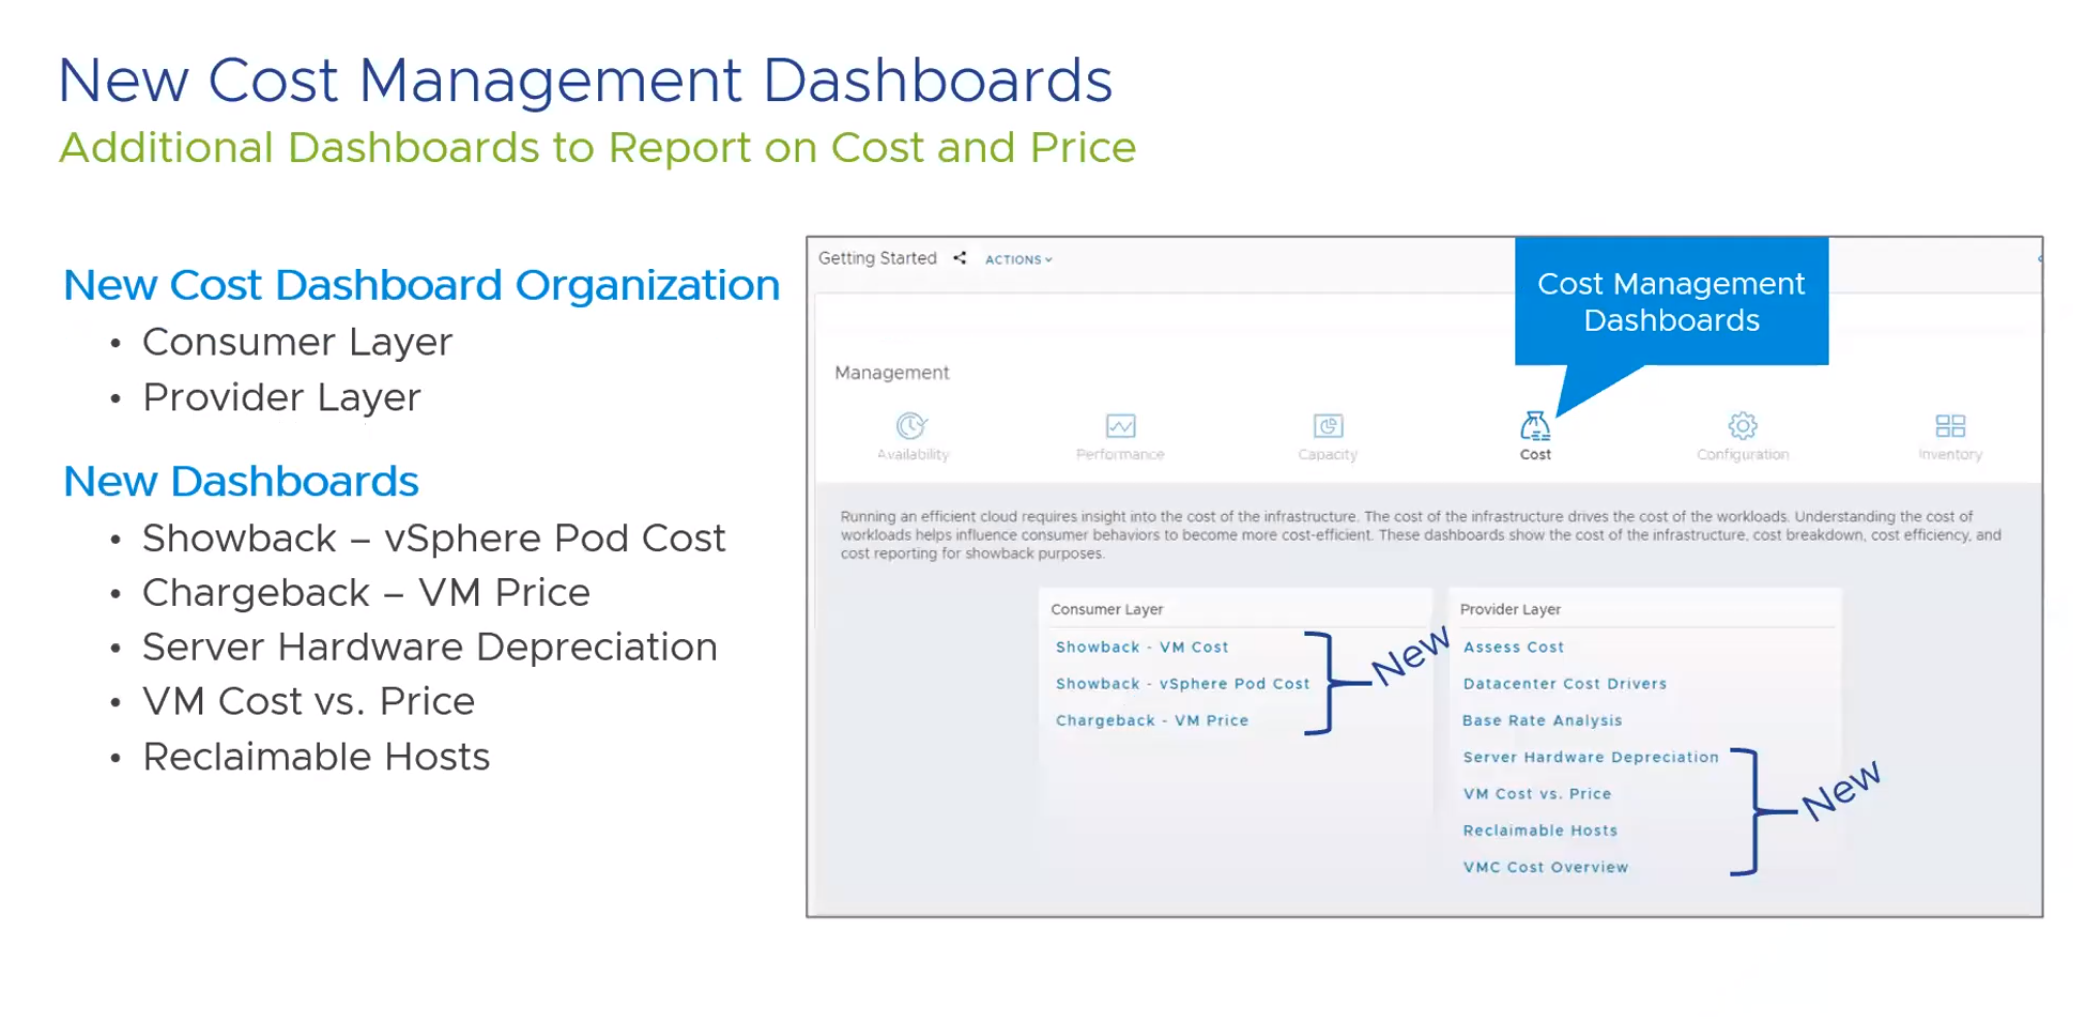 New Cost Management Dashboards
Additional Dashboards to Report on Cost and Price
New Cost Dashboard Organization
• Consumer Layer
• Provider Layer
New Dashboards
• Showback – vSphere Pod Cost
• Chargeback – VM Price
• Server Hardware Depreciation
• VM Cost vs. Price
• Reclaimable Hosts
Getting Started ACTIONS
Cost Management
Dashboards
Management
Availability Performance Capacity Cost Configuration Inventory
Running an efficient cloud requires insight into the cost of the infrastructure. The cost of the infrastructure drives the cost of the workloads. Understanding the cost of
workloads helps influence consumer behaviors to become more cost-efficient. These dashboards show the cost of the infrastructure, cost breakdown, cost efficiency, and
cost reporting for showback purposes.
Consumer Layer
Showback - VM Cost
Showback - vSphere Pod Cost
Chargeback - VM Price
New
Provider Layer
Assess Cost
Datacenter Cost Drivers
Base Rate Analysis
Server Hardware Depreciation
VM Cost vs. Price
Reclaimable Hosts
VMC Cost Overview
New